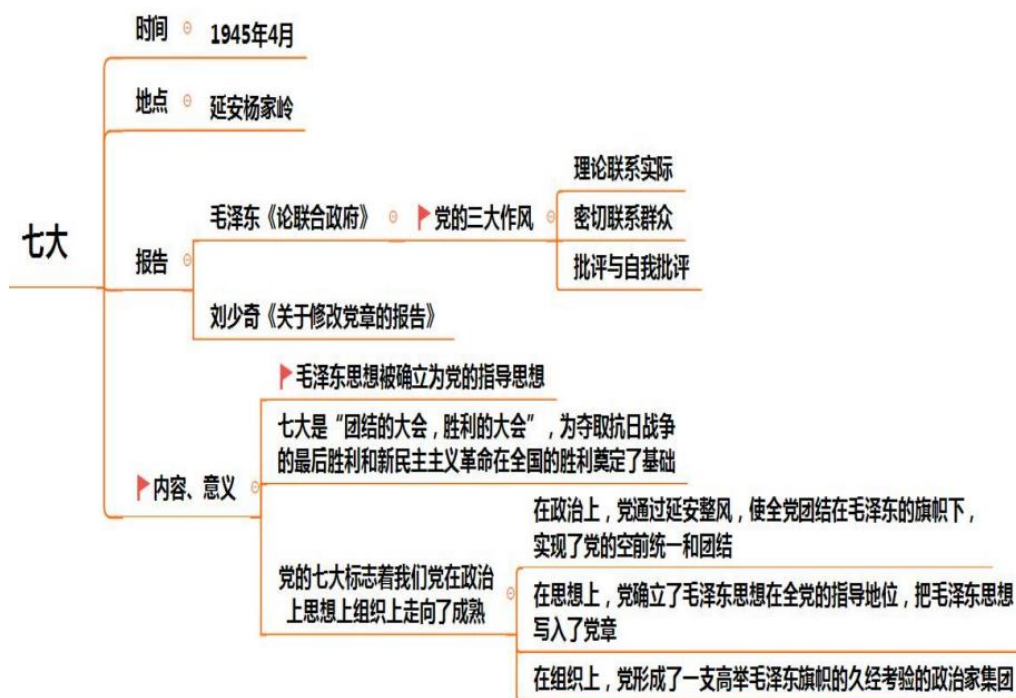 七大
时间
1945年4月
地点
延安杨家岭
报告
毛泽东《论联合政府》
党的三大作风
理论联系实际
密切联系群众
批评与自我批评
刘少奇《关于修改党章的报告》
内容、意义
毛泽东思想被确立为党的指导思想
七大是“团结的大会，胜利的大会”，为夺取抗日战争
的最后胜利和新民主主义革命在全国的胜利奠定了基础
党的七大标志着我们党在政治
上思想上组织上走向了成熟
在政治上，党通过延安整风，使全党团结在毛泽东的旗帜下，
实现了党的空前统一和团结
在思想上，党确立了毛泽东思想在全党的指导地位，把毛泽东思想
写入了党章
在组织上，党形成了一支高举毛泽东旗帜的久经考验的政治家集团